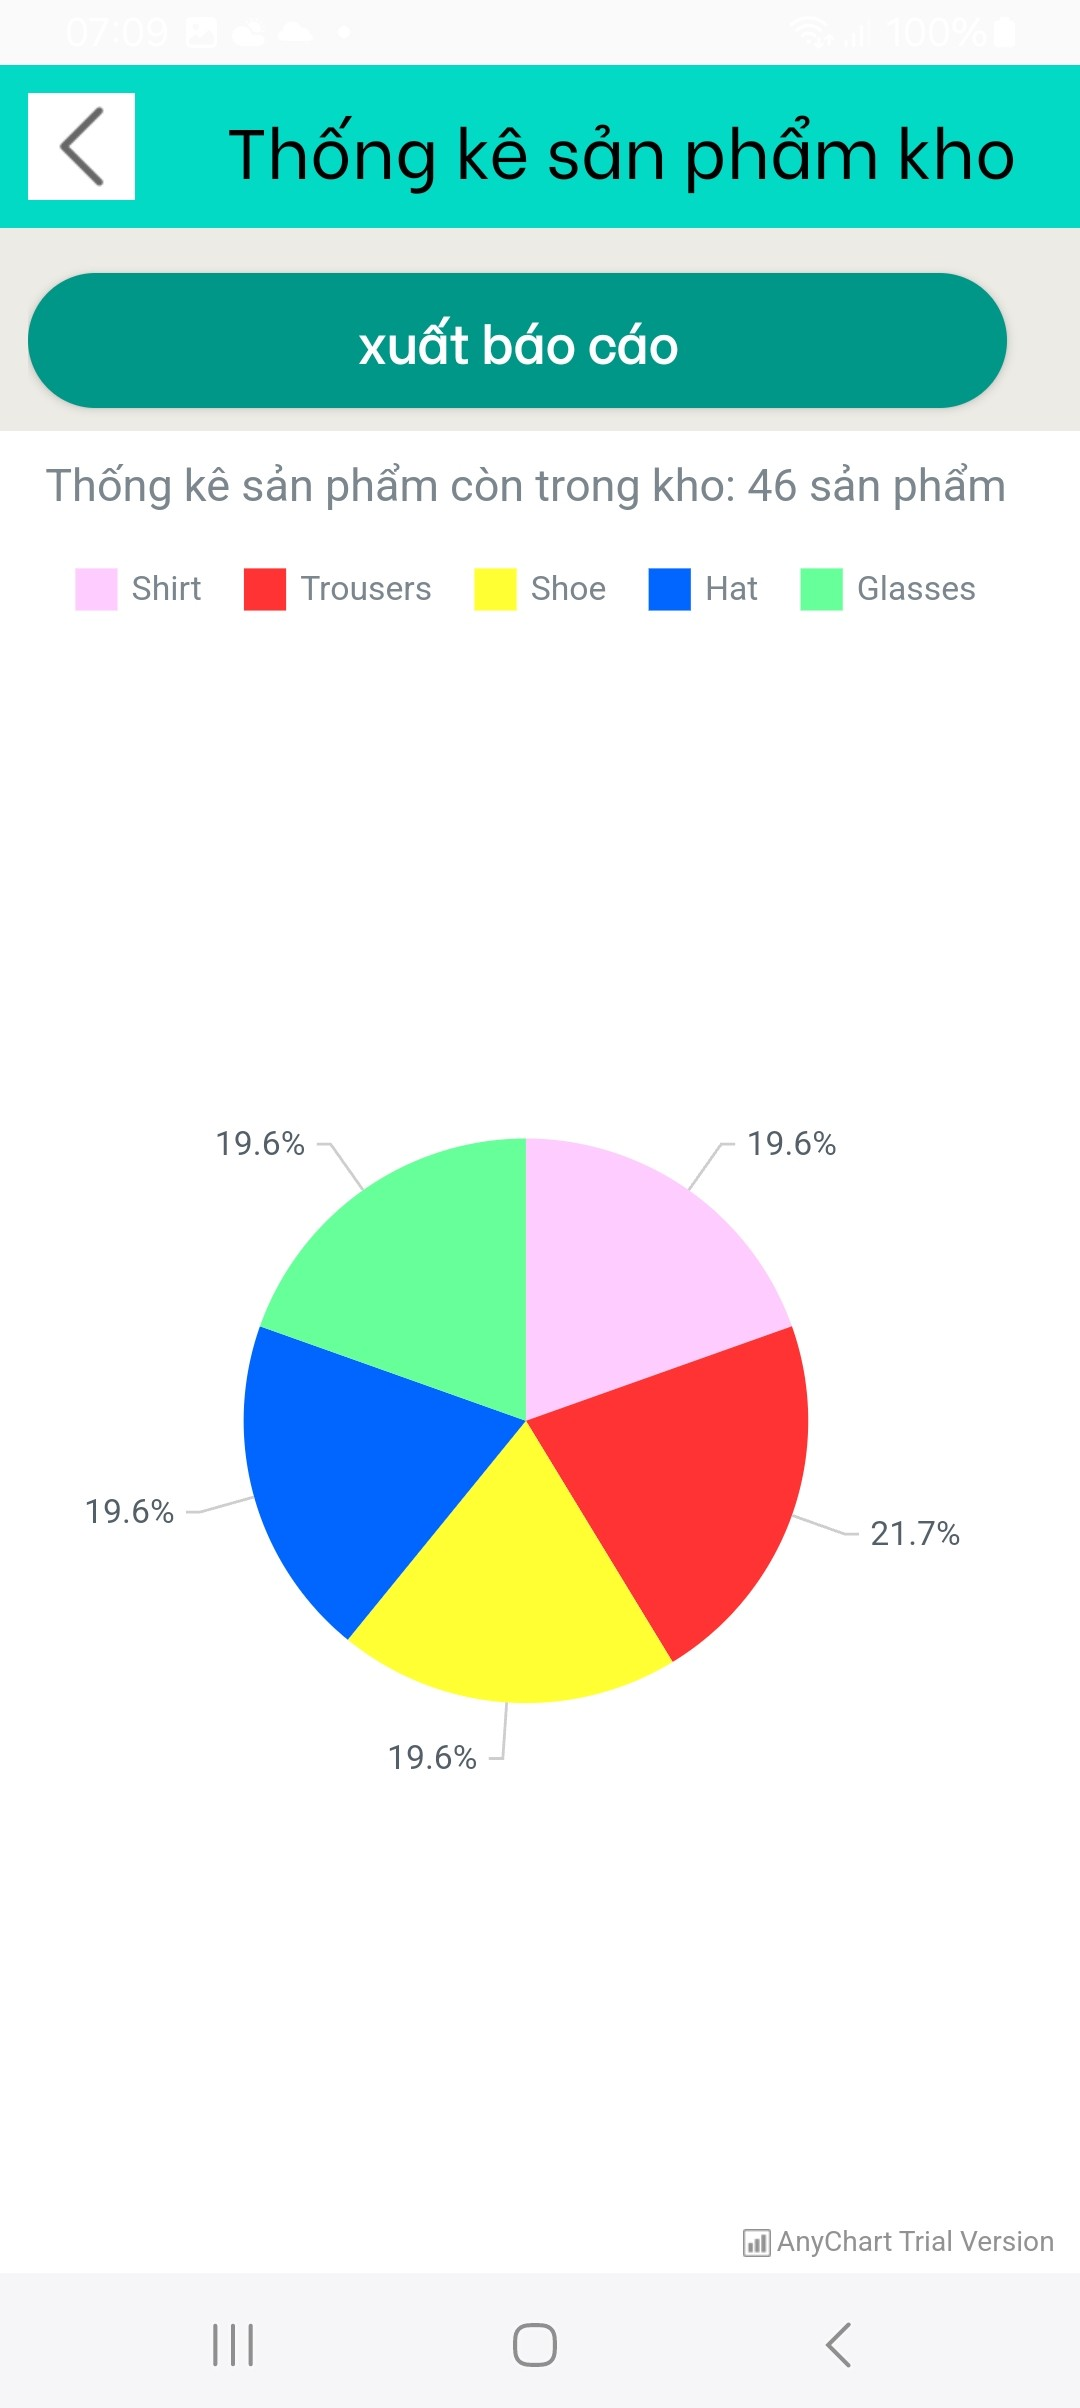 07:09 100%
Thống kê sản phẩm kho
xuất báo cáo
Thống kê sản phẩm còn trong kho: 46 sản phẩm
Shirt Trousers Shoe Hat Glasses
19.6% 19.6%
19.6% 21.7%
19.6%
AnyChart Trial Version